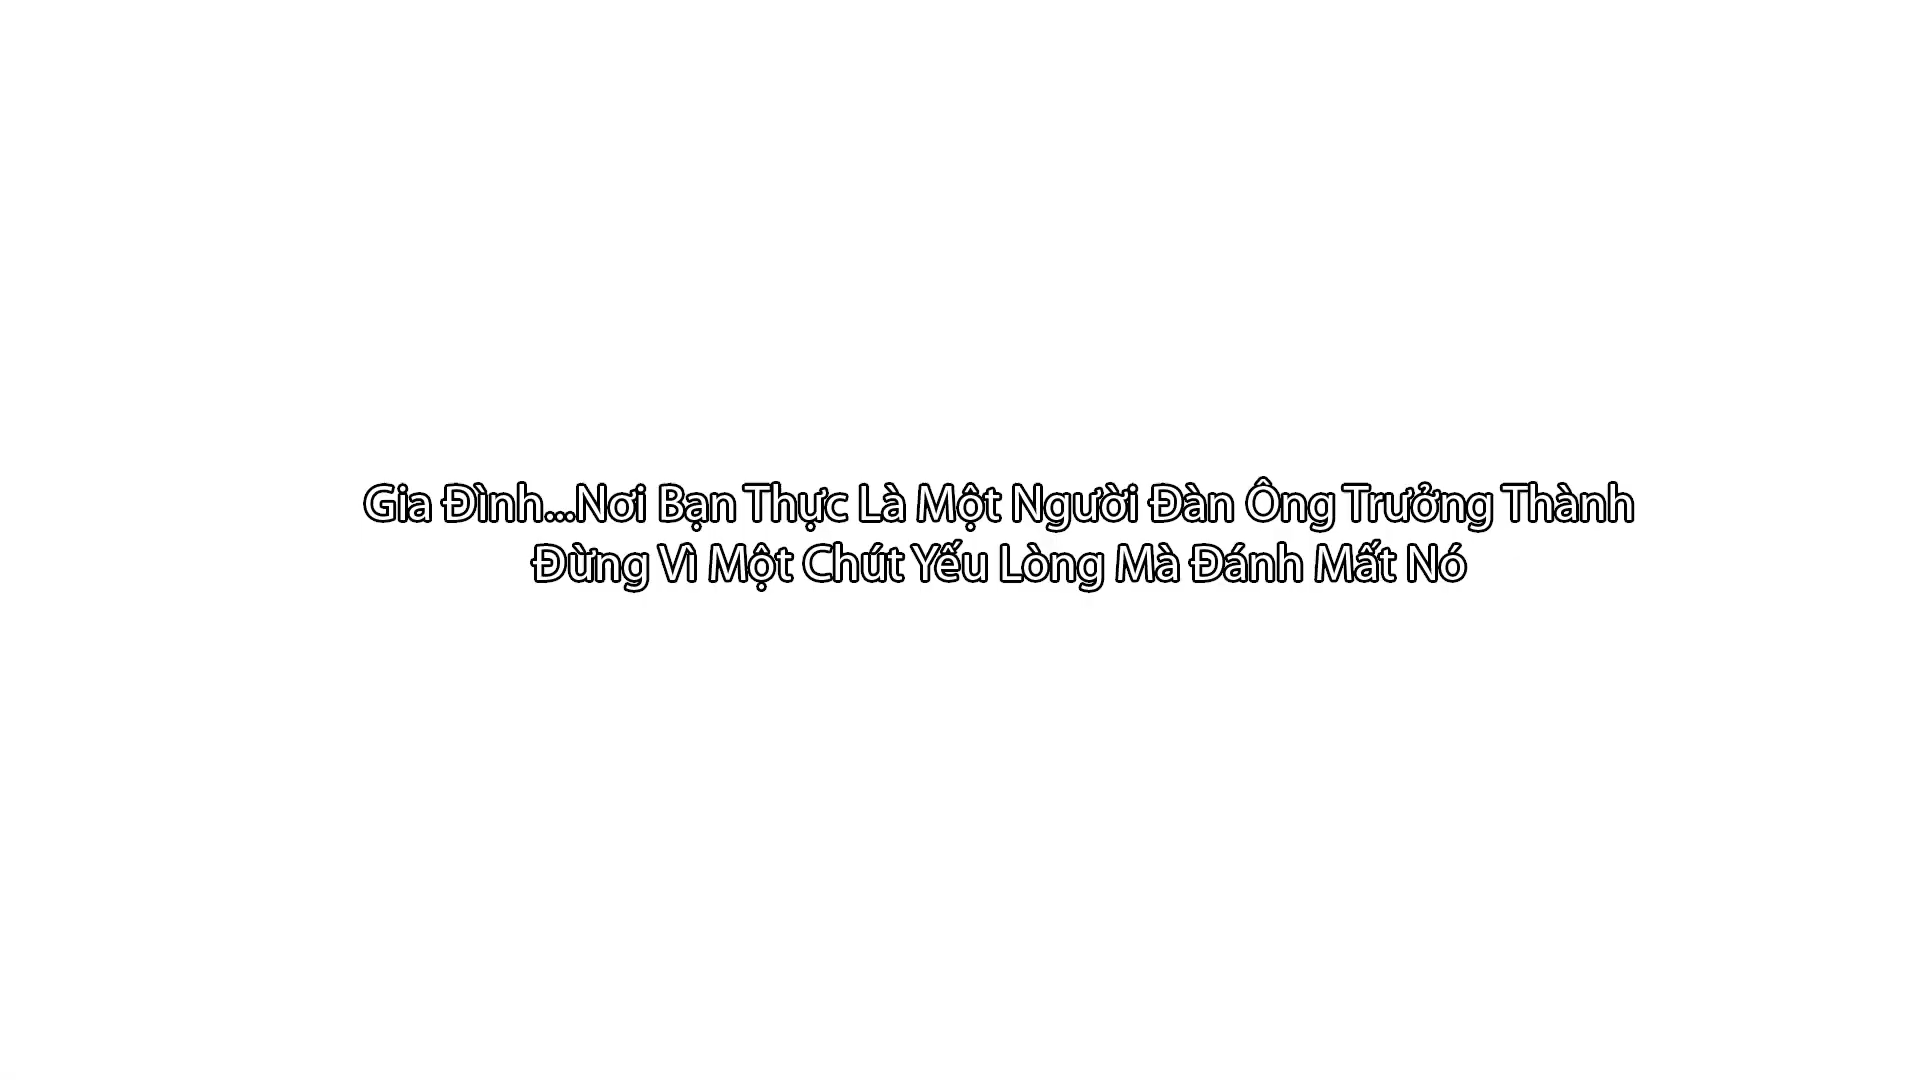 Gia Đình...Nơi Bạn Thực Là Một Người Đàn Ông Trưởng Thành
Đừng Vì Một Chút Yếu Lòng Mà Đánh Mất Nó